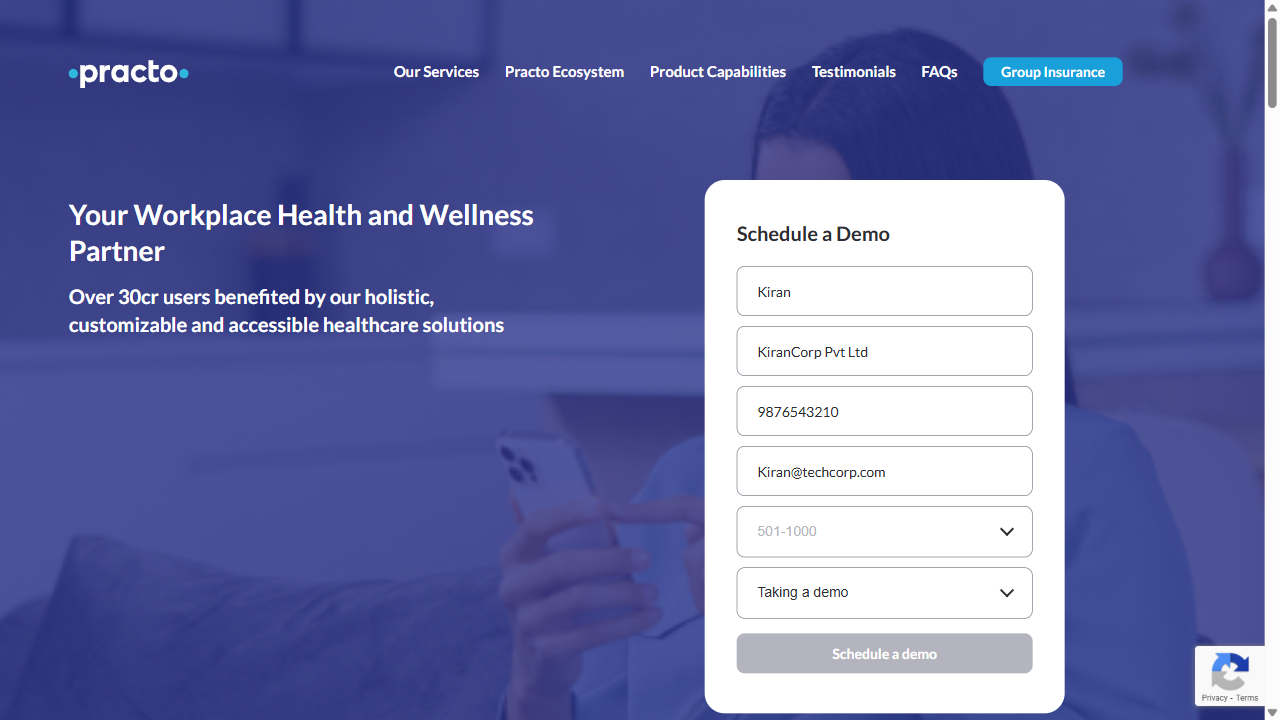 practo
Our Services
Practo Ecosystem
Product Capabilities
Testimonials
FAQs
Group Insurance
Your Workplace Health and Wellness
Partner
Over 30cr users benefited by our holistic,
customizable and accessible healthcare solutions
Schedule a Demo
Kiran
KiranCorp Pvt Ltd
9876543210
Kiran@techcorp.com
501-1000
Taking a demo
Schedule a demo
Privacy - Terms